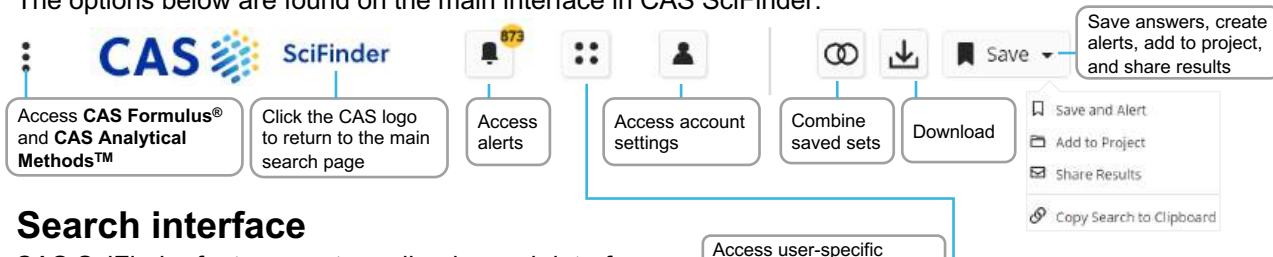 The options below are found on the main interface in CAS SciFinder.
873
CAS SciFinder
Save
Save answers, create
alerts, add to project,
and share results
Access CAS Formulus®
and CAS Analytical
Methods™
Click the CAS logo
to return to the main
search page
Access
alerts
Access account
settings
Combine
saved sets
Download
Save and Alert
Add to Project
Share Results
Copy Search to Clipboard
Search interface
Access user-specific